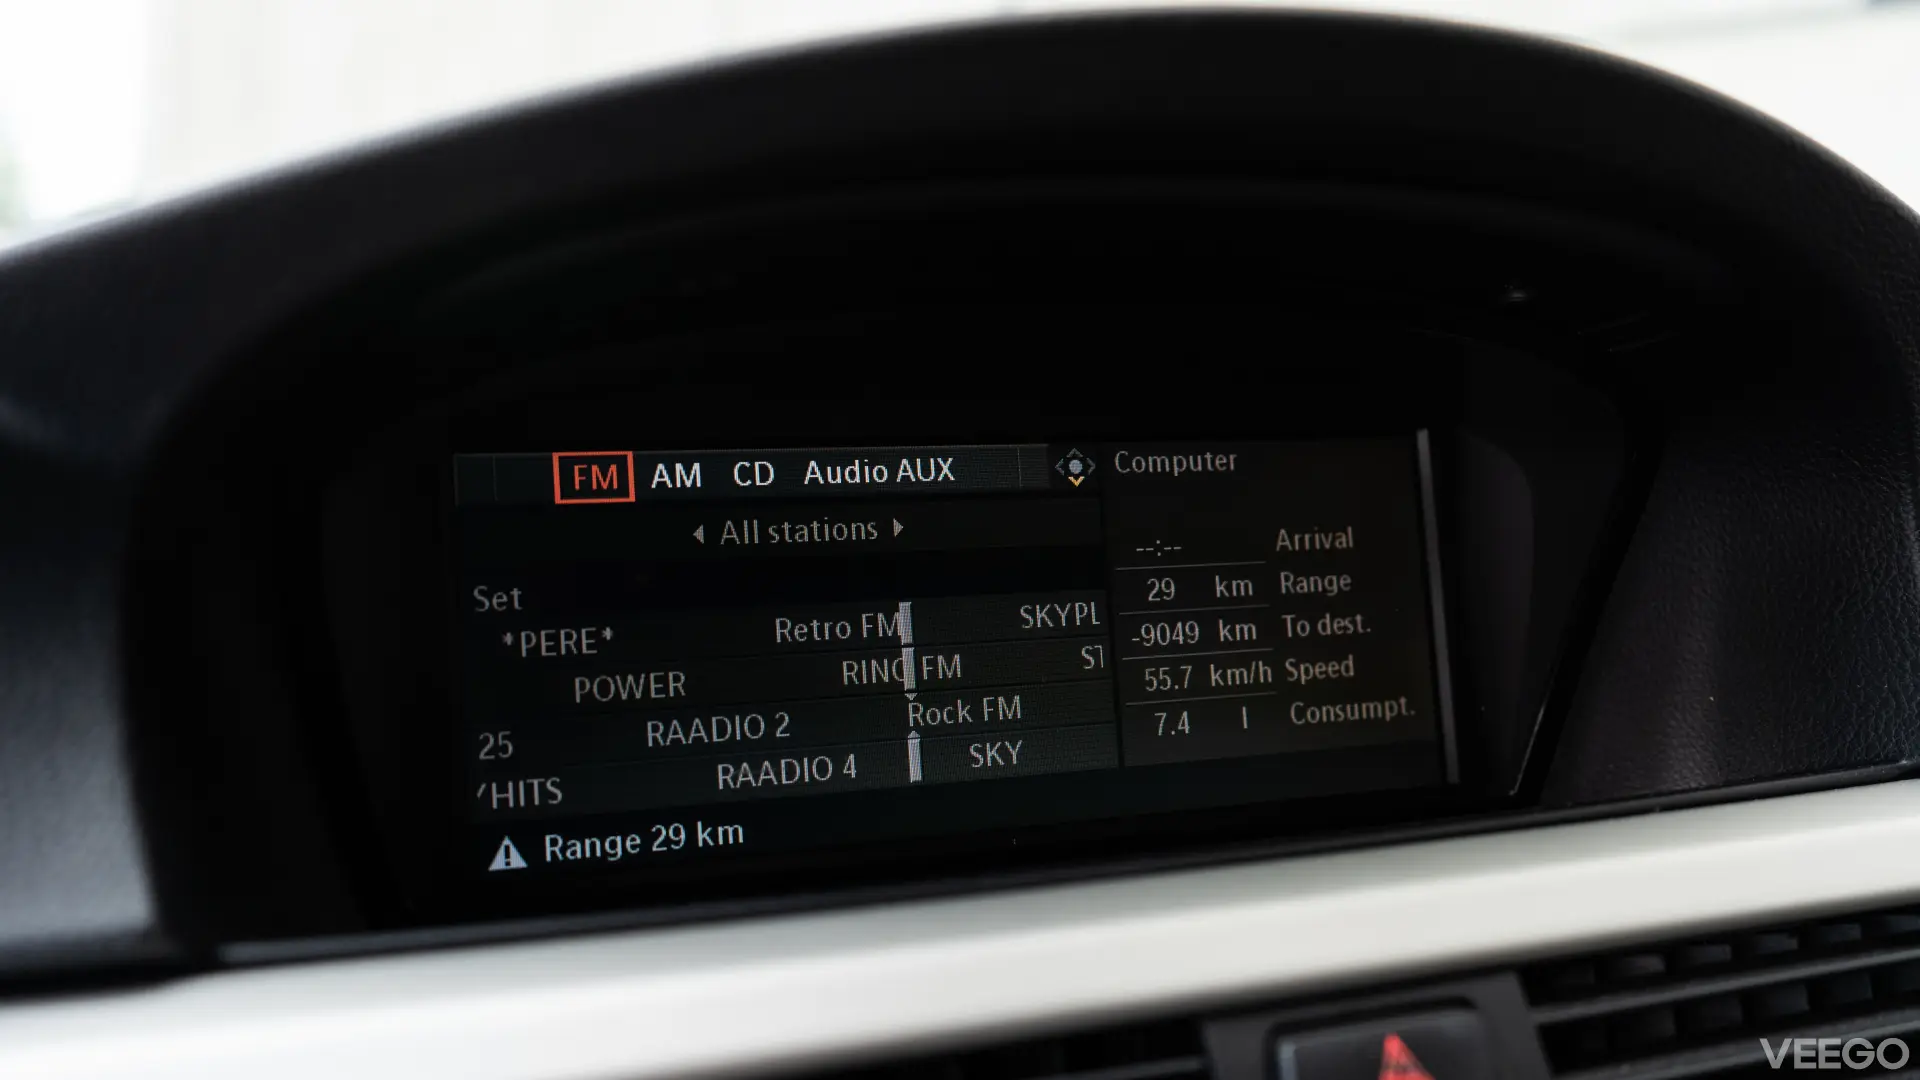 FM AM CD Audio AUX
All stations
Set
*PERE* Retro FM SKYPL
POWER RING FM ST
25 RAADIO 2 Rock FM
YHITS RAADIO 4 SKY
Range 29 km
Computer
--:-- Arrival
29 km Range
-9049 km To dest.
55.7 km/h Speed
7.4 l Consumpt.
VEEGO